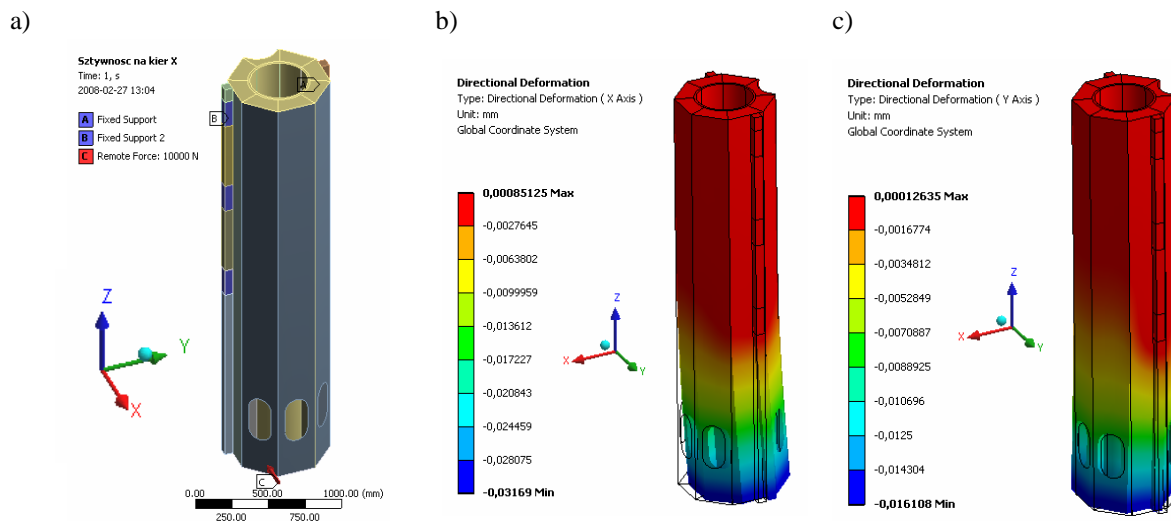 a)
Sztywnosc na kier X
Time: 1, s
2008-02-27 13:04
A Fixed Support
B Fixed Support 2
C Remote Force: 10000 N
A
B
C
Z
Y
X
0.00 500.00 1000.00 (mm)
250.00 750.00
b)
Directional Deformation
Type: Directional Deformation ( X Axis )
Unit: mm
Global Coordinate System
0,00085125 Max
-0,0027645
-0,0063802
-0,0099959
-0,013612
-0,017227
-0,020843
-0,024459
-0,028075
-0,03169 Min
Z
X
Y
c)
Directional Deformation
Type: Directional Deformation ( Y Axis )
Unit: mm
Global Coordinate System
0,00012635 Max
-0,0016774
-0,0034812
-0,0052849
-0,0070887
-0,0088925
-0,010696
-0,0125
-0,014304
-0,016108 Min
Z
X
Y